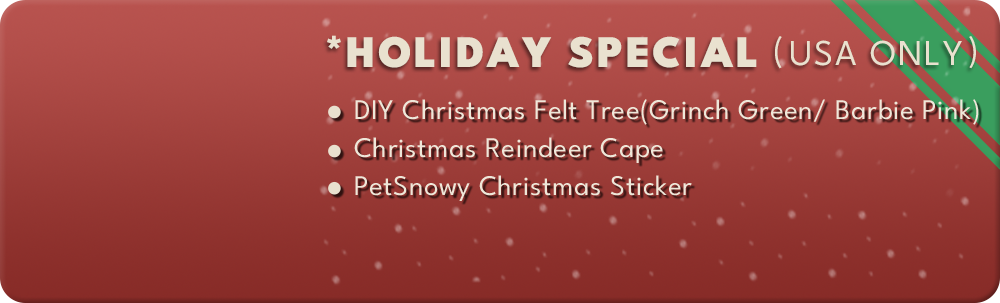 *HOLIDAY SPECIAL (USA ONLY)
● DIY Christmas Felt Tree(Grinch Green/ Barbie Pink)
● Christmas Reindeer Cape
● PetSnowy Christmas Sticker